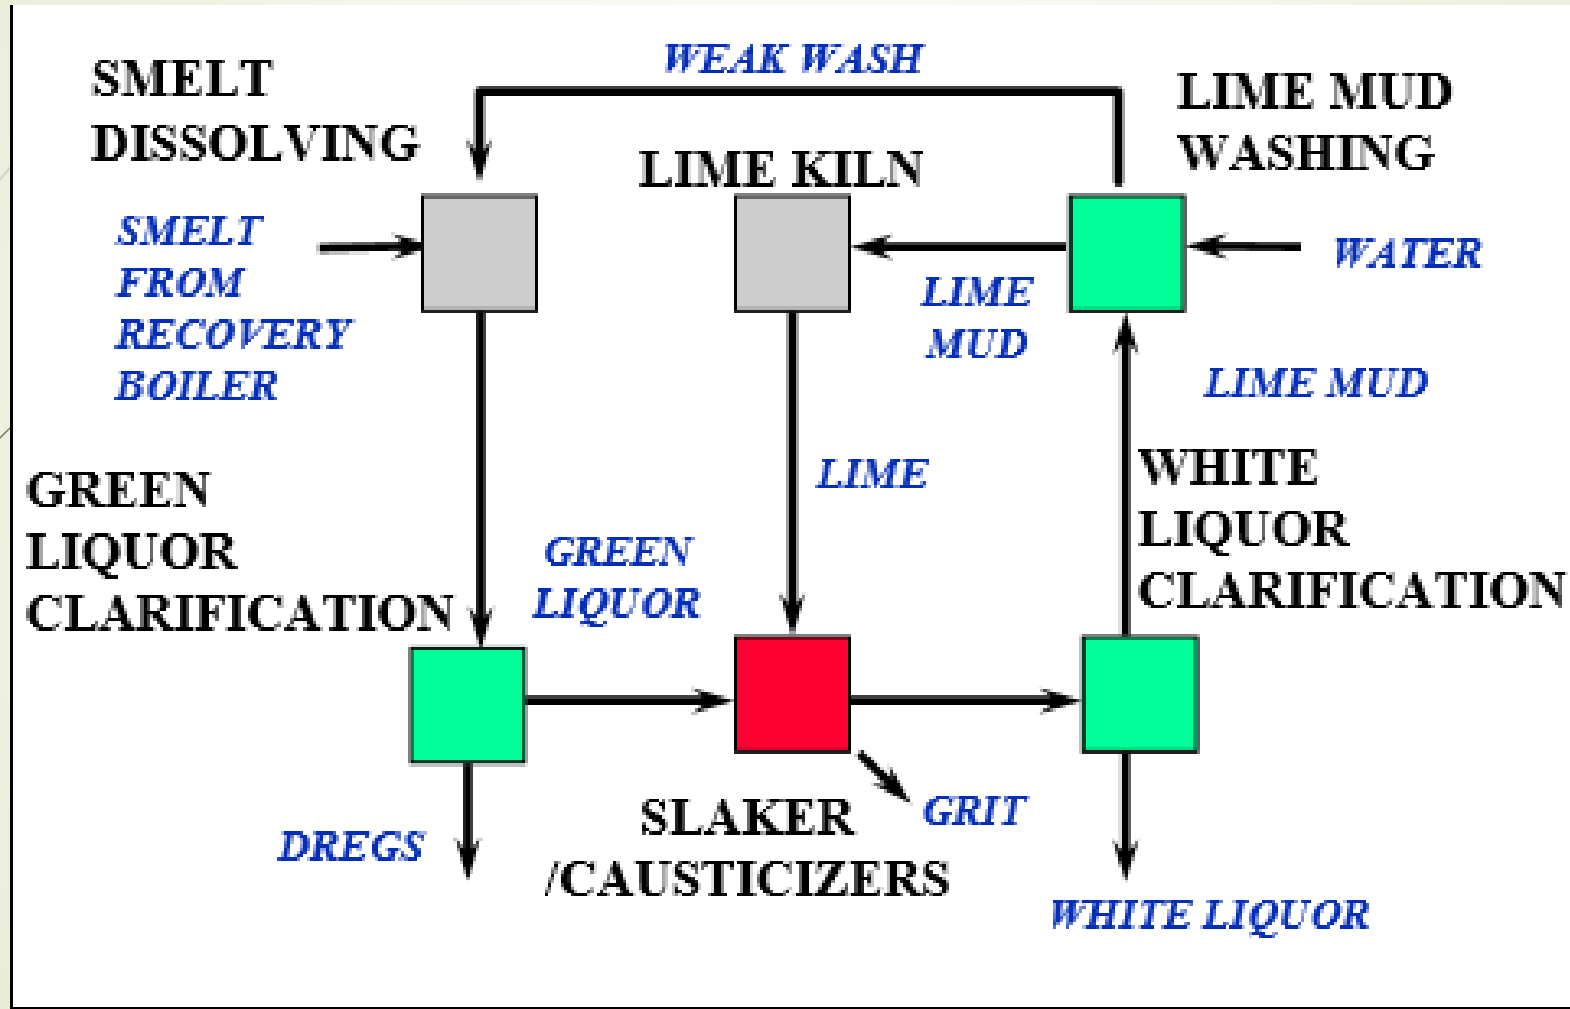 WEAK WASH
SMELT
DISSOLVING
LIME MUD
WASHING
LIME KILN
SMELT
FROM
RECOVERY
BOILER
WATER
LIME
MUD
LIME MUD
LIME
WHITE
LIQUOR
CLARIFICATION
GREEN
LIQUOR
CLARIFICATION
GREEN
LIQUOR
SLAKER
/CAUSTICIZERS
GRIT
DREGS
WHITE LIQUOR